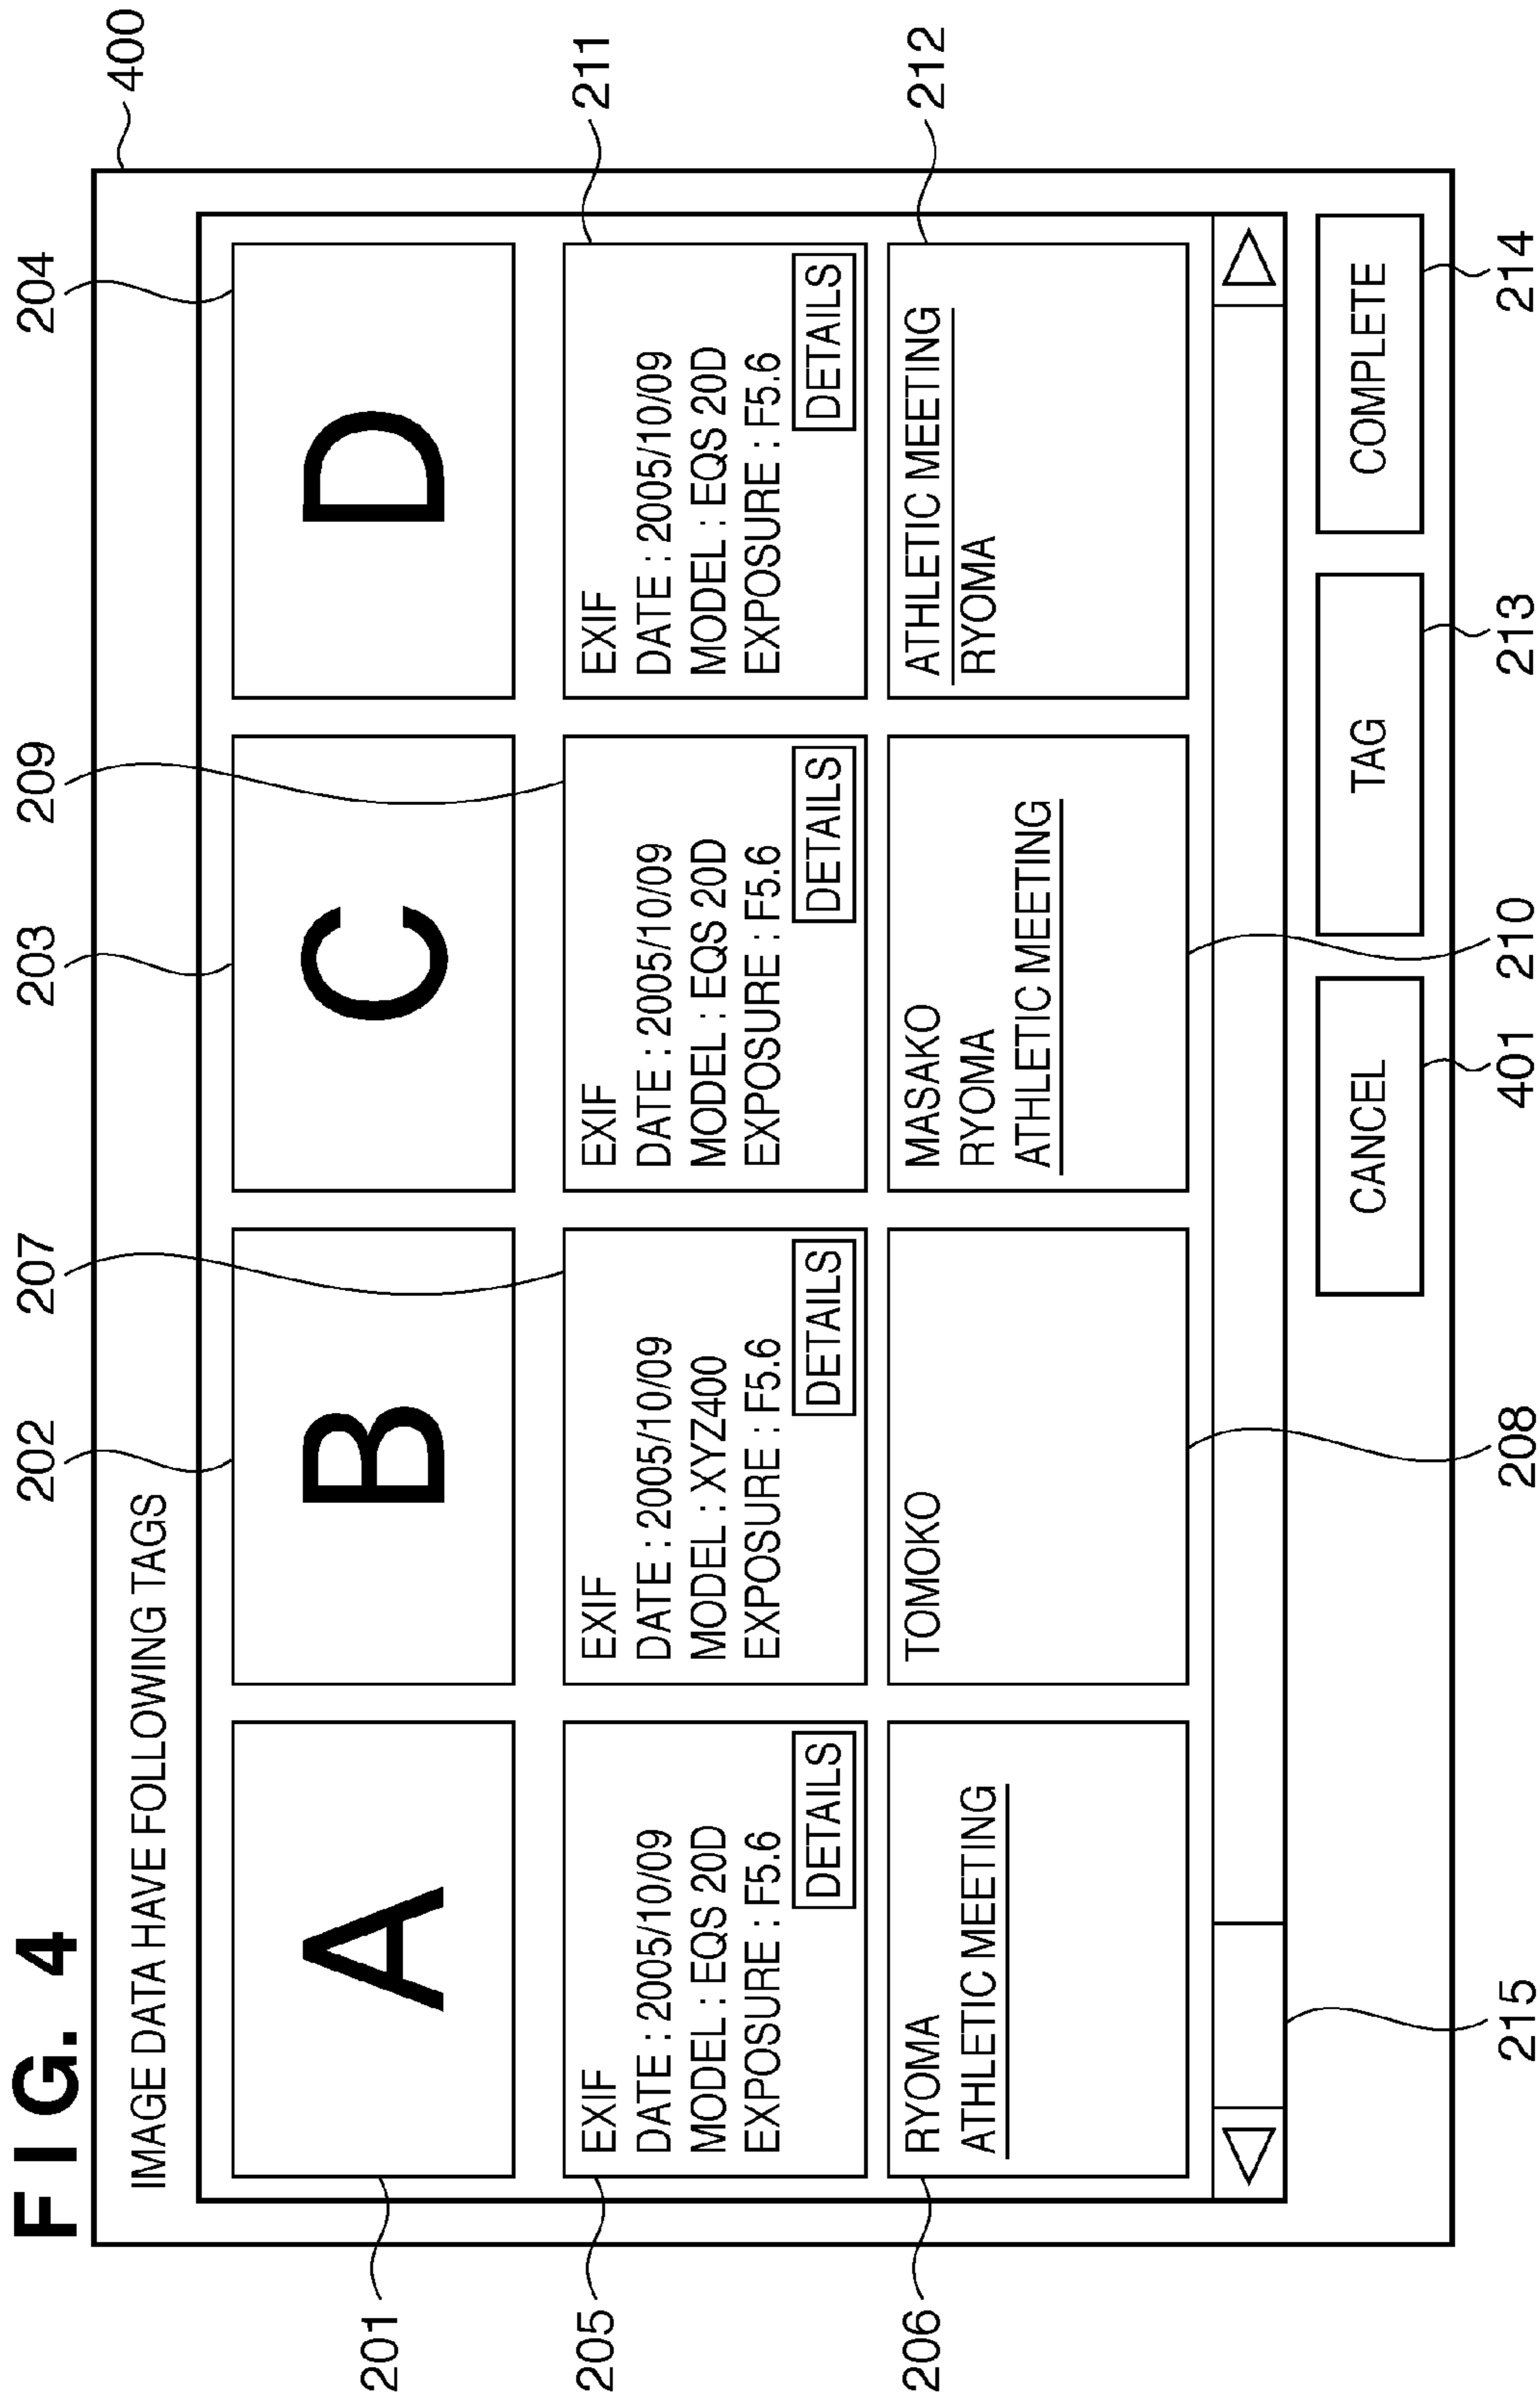 FIG. 4
400
IMAGE DATA HAVE FOLLOWING TAGS
202
207
203
209
204
201
A
B
C
D
205
EXIF
DATE : 2005/10/09
MODEL : EQS 20D
EXPOSURE : F5.6
DETAILS
EXIF
DATE : 2005/10/09
MODEL : XYZ400
EXPOSURE : F5.6
DETAILS
EXIF
DATE : 2005/10/09
MODEL : EQS 20D
EXPOSURE : F5.6
DETAILS
EXIF
DATE : 2005/10/09
MODEL : EQS 20D
EXPOSURE : F5.6
DETAILS
211
206
RYOMA
ATHLETIC MEETING
TOMOKO
MASAKO
RYOMA
ATHLETIC MEETING
ATHLETIC MEETING
RYOMA
212
CANCEL
TAG
COMPLETE
215
208
401
210
213
214